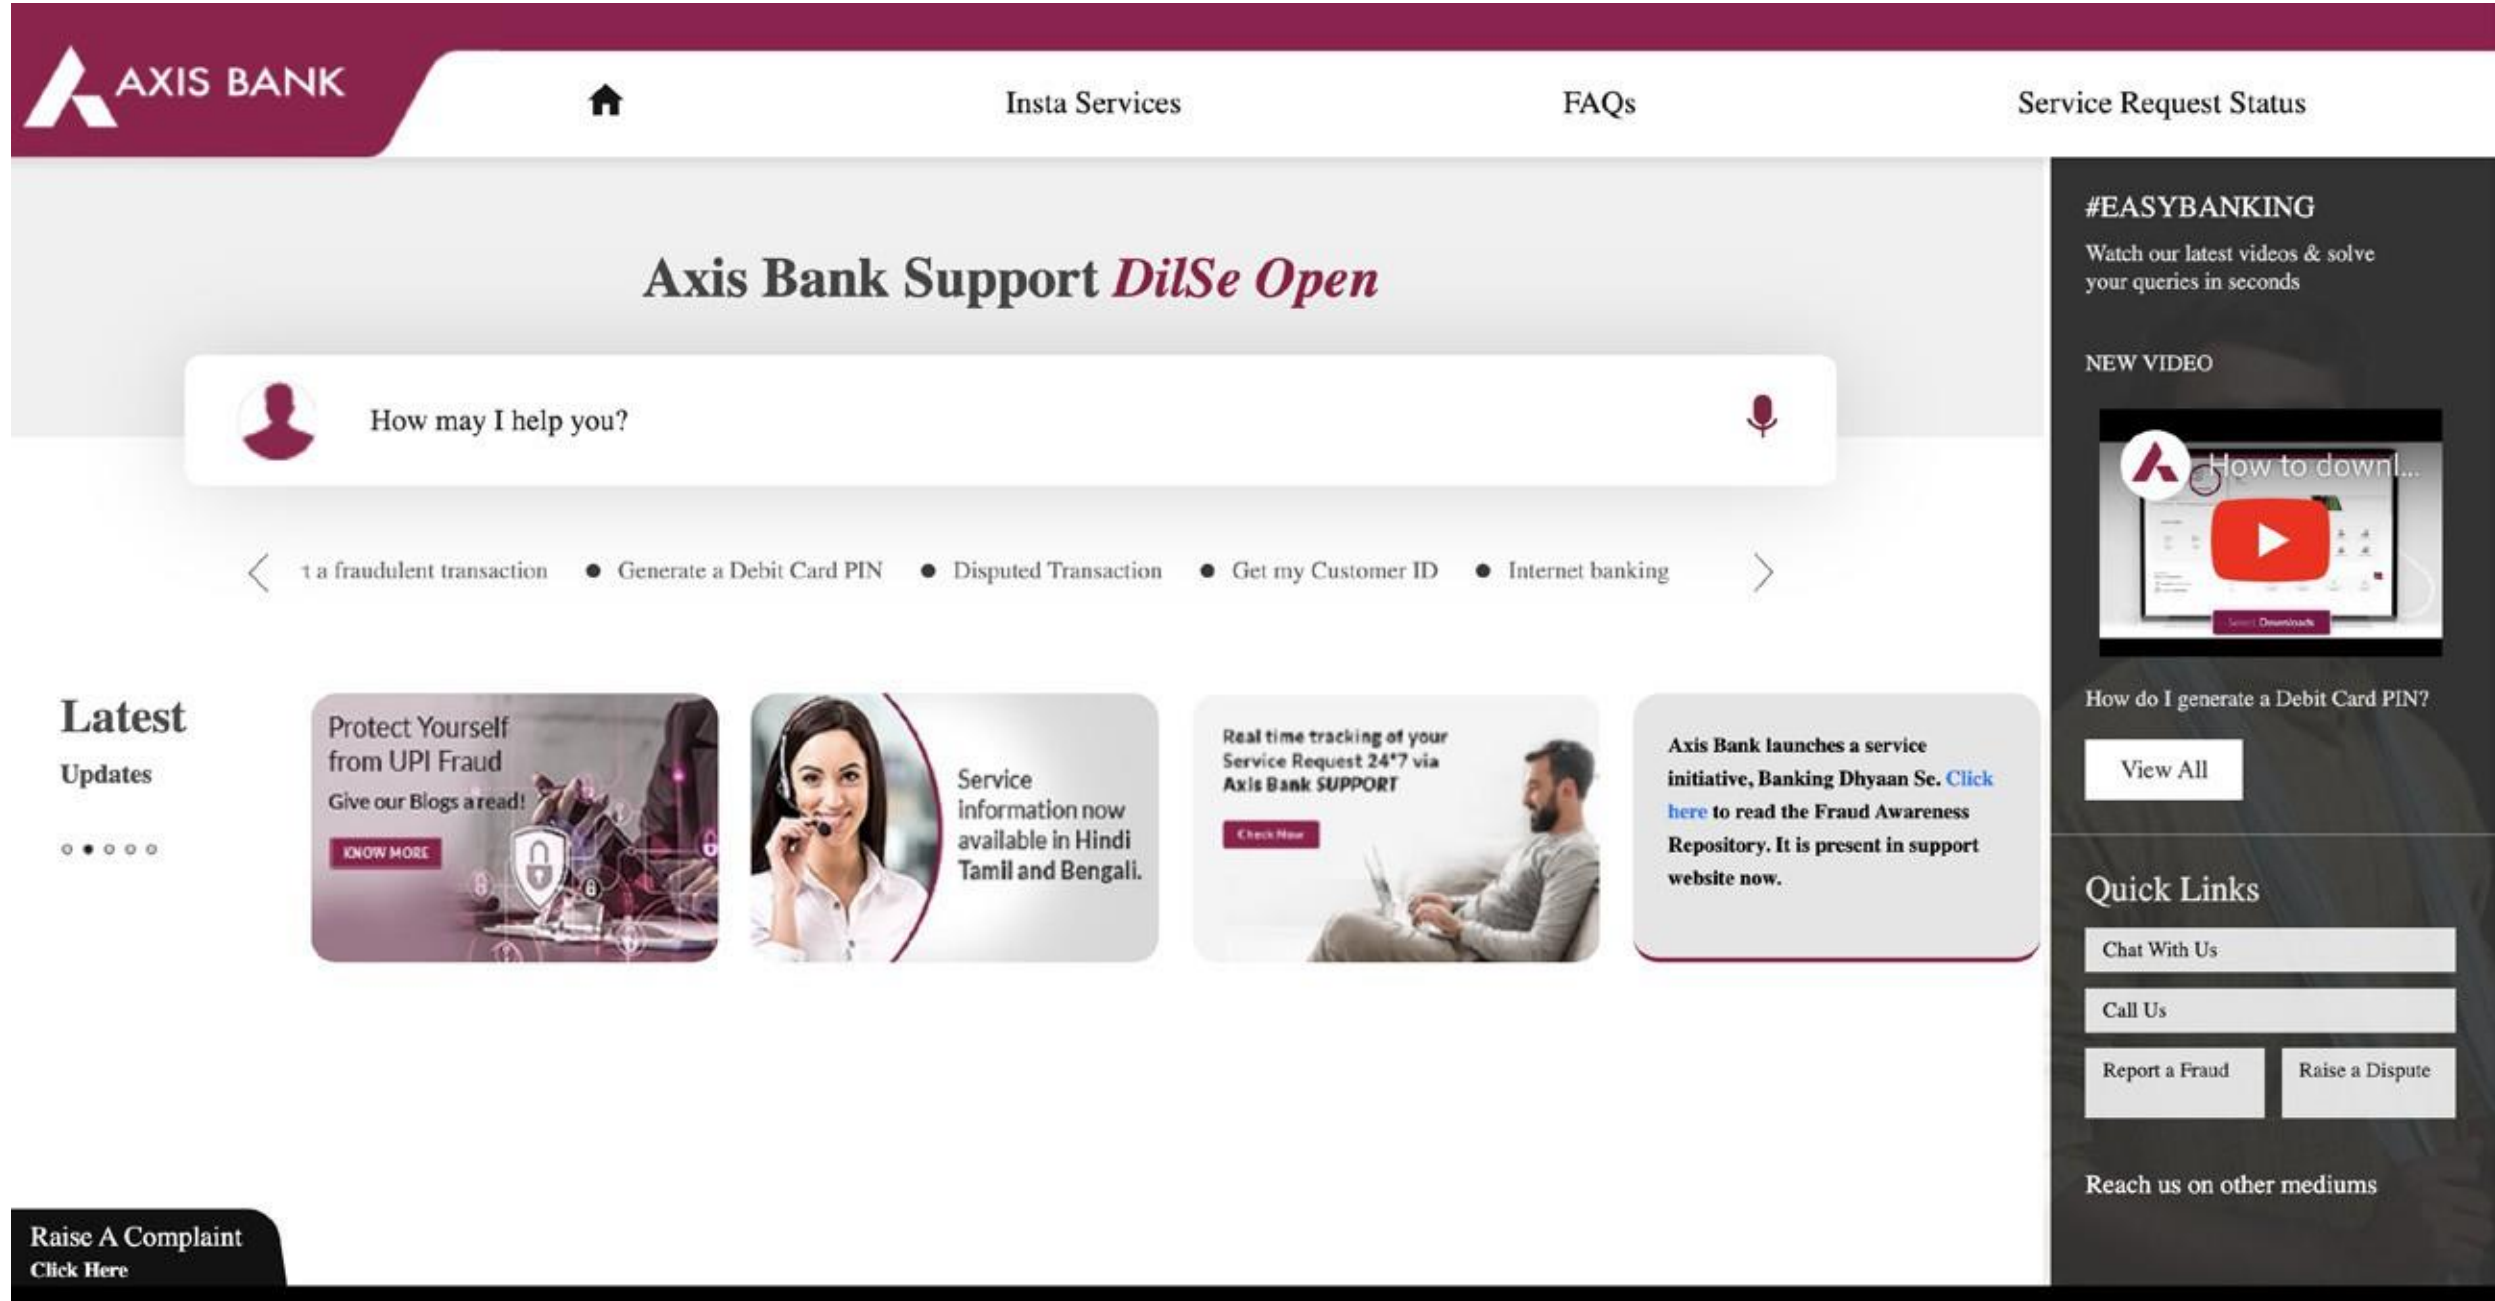 AXIS BANK
Insta Services
FAQs
Service Request Status
Axis Bank Support DilSe Open
How may I help you?
t a fraudulent transaction
Generate a Debit Card PIN
Disputed Transaction
Get my Customer ID
Internet banking
Latest
Updates
Protect Yourself
from UPI Fraud
Give our Blogs a read!
KNOW MORE
Service
information now
available in Hindi
Tamil and Bengali.
Real time tracking of your
Service Request 24*7 via
Axis Bank SUPPORT
Check Now
Axis Bank launches a service
initiative, Banking Dhyaan Se. Click
here to read the Fraud Awareness
Repository. It is present in support
website now.
Raise A Complaint
Click Here
#EASYBANKING
Watch our latest videos & solve
your queries in seconds
NEW VIDEO
How to downl...
Select Downloads
How do I generate a Debit Card PIN?
View All
Quick Links
Chat With Us
Call Us
Report a Fraud
Raise a Dispute
Reach us on other mediums